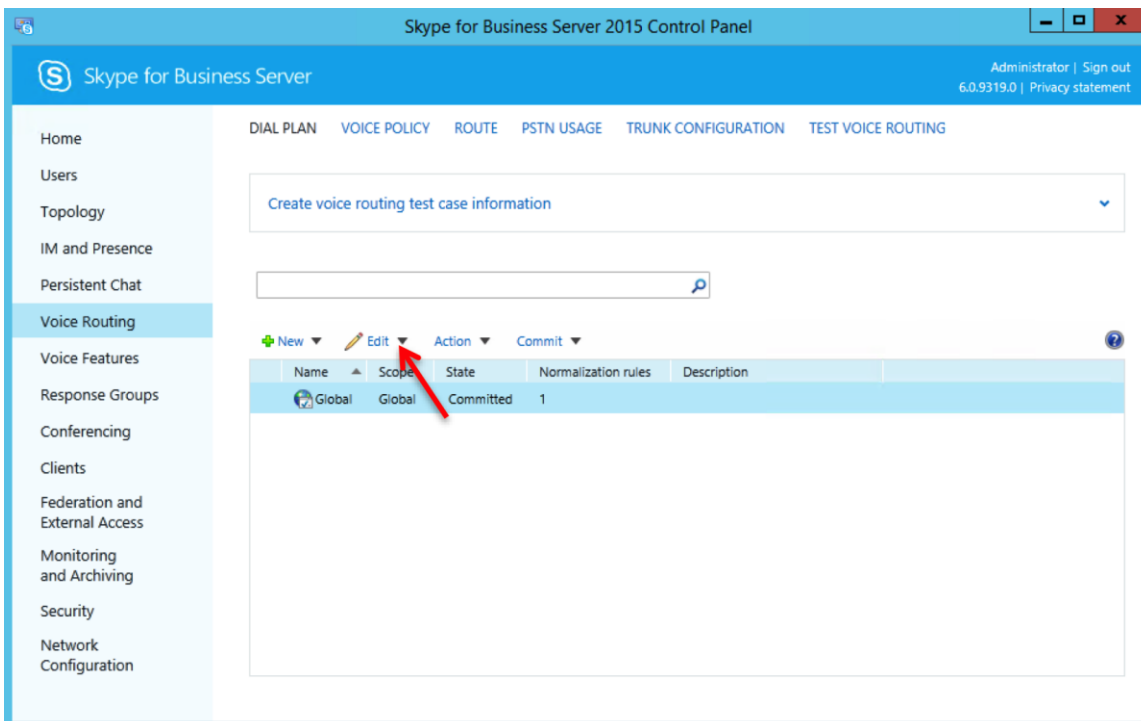 Skype for Business Server 2015 Control Panel
S Skype for Business Server
Administrator | Sign out
6.0.9319.0 | Privacy statement
Home
Users
Topology
IM and Presence
Persistent Chat
Voice Routing
Voice Features
Response Groups
Conferencing
Clients
Federation and
External Access
Monitoring
and Archiving
Security
Network
Configuration
DIAL PLAN VOICE POLICY ROUTE PSTN USAGE TRUNK CONFIGURATION TEST VOICE ROUTING
Create voice routing test case information
New Edit Action Commit
Name Scope State Normalization rules Description
Global Global Committed 1